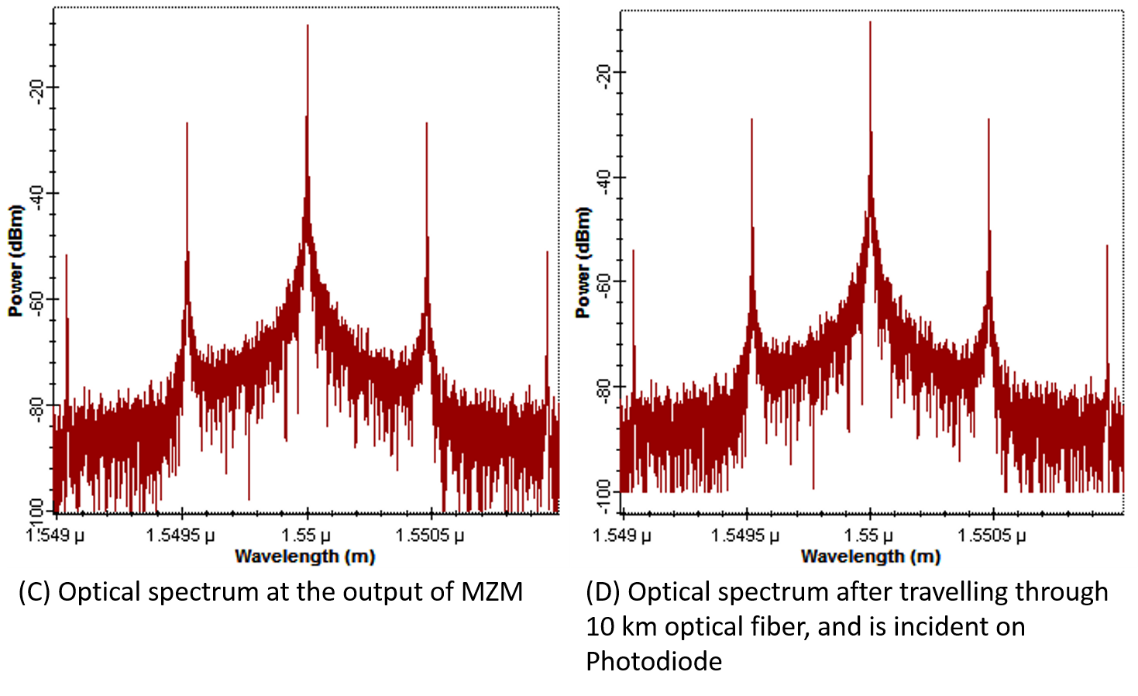 -20
-40
-60
-80
-100
Power (dBm)
1.549 µ
1.5495 µ
1.55 µ
1.5505 µ
Wavelength (m)
(C) Optical spectrum at the output of MZM
-20
-40
-60
-80
-100
Power (dBm)
1.549 µ
1.5495 µ
1.55 µ
1.5505 µ
Wavelength (m)
(D) Optical spectrum after travelling through
10 km optical fiber, and is incident on
Photodiode